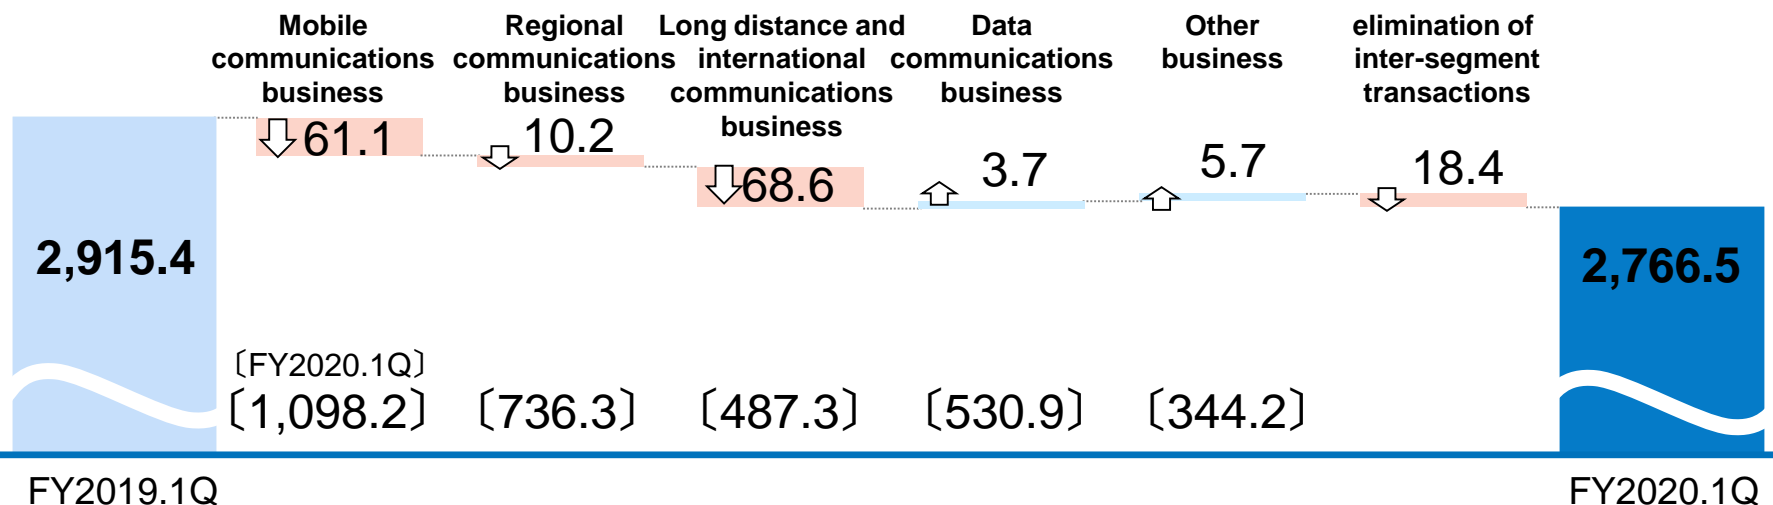 Mobile
communications
business
Regional
communications
business
Long distance and
international
communications
business
Data
communications
business
Other
business
elimination of
inter-segment
transactions
61.1
10.2
68.6
3.7
5.7
18.4
2,915.4
2,766.5
〔FY2020.1Q〕
〔1,098.2〕
〔736.3〕
〔487.3〕
〔530.9〕
〔344.2〕
FY2019.1Q
FY2020.1Q